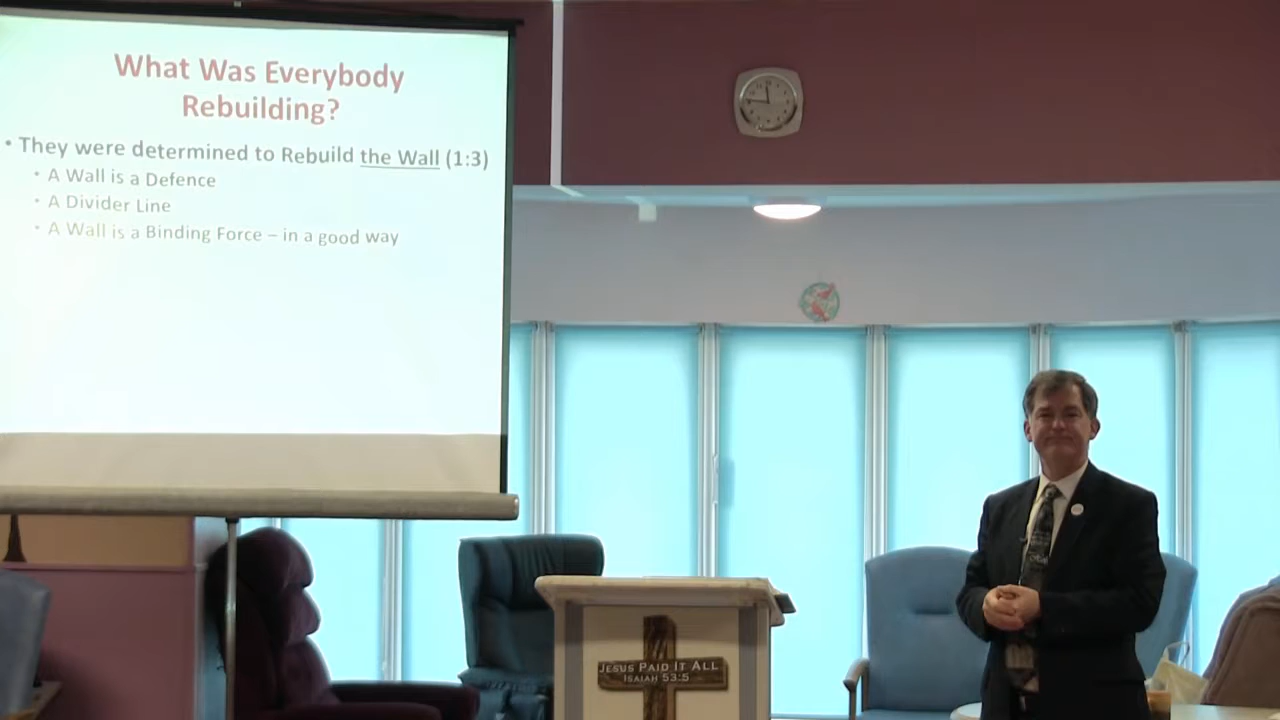 What Was Everybody
Rebuilding?
• They were determined to Rebuild the Wall (1:3)
• A Wall is a Defence
• A Divider Line
• A Wall is a Binding Force – in a good way
JESUS PAID IT ALL
ISAIAH 53:5